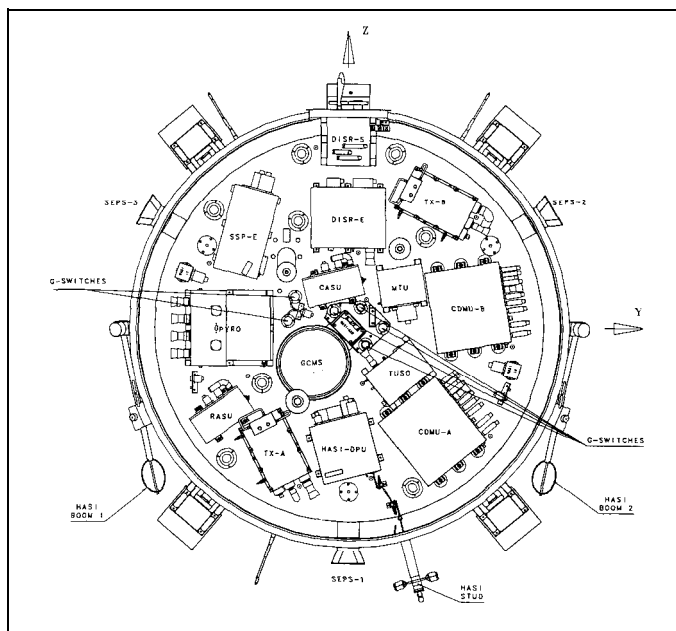 Z
DISR-S
SEPS-3
SEPS-2
TX-B
DISR-E
SSP-E
G-SWITCHES
CASU
MTU
CDMU-B
PYRO
Y
GCMS
TUSO
RASU
TX-A
HASI-DPU
CDMU-A
G-SWITCHES
HASI
BOOM 1
HASI
BOOM 2
SEPS-1
HASI
STUD